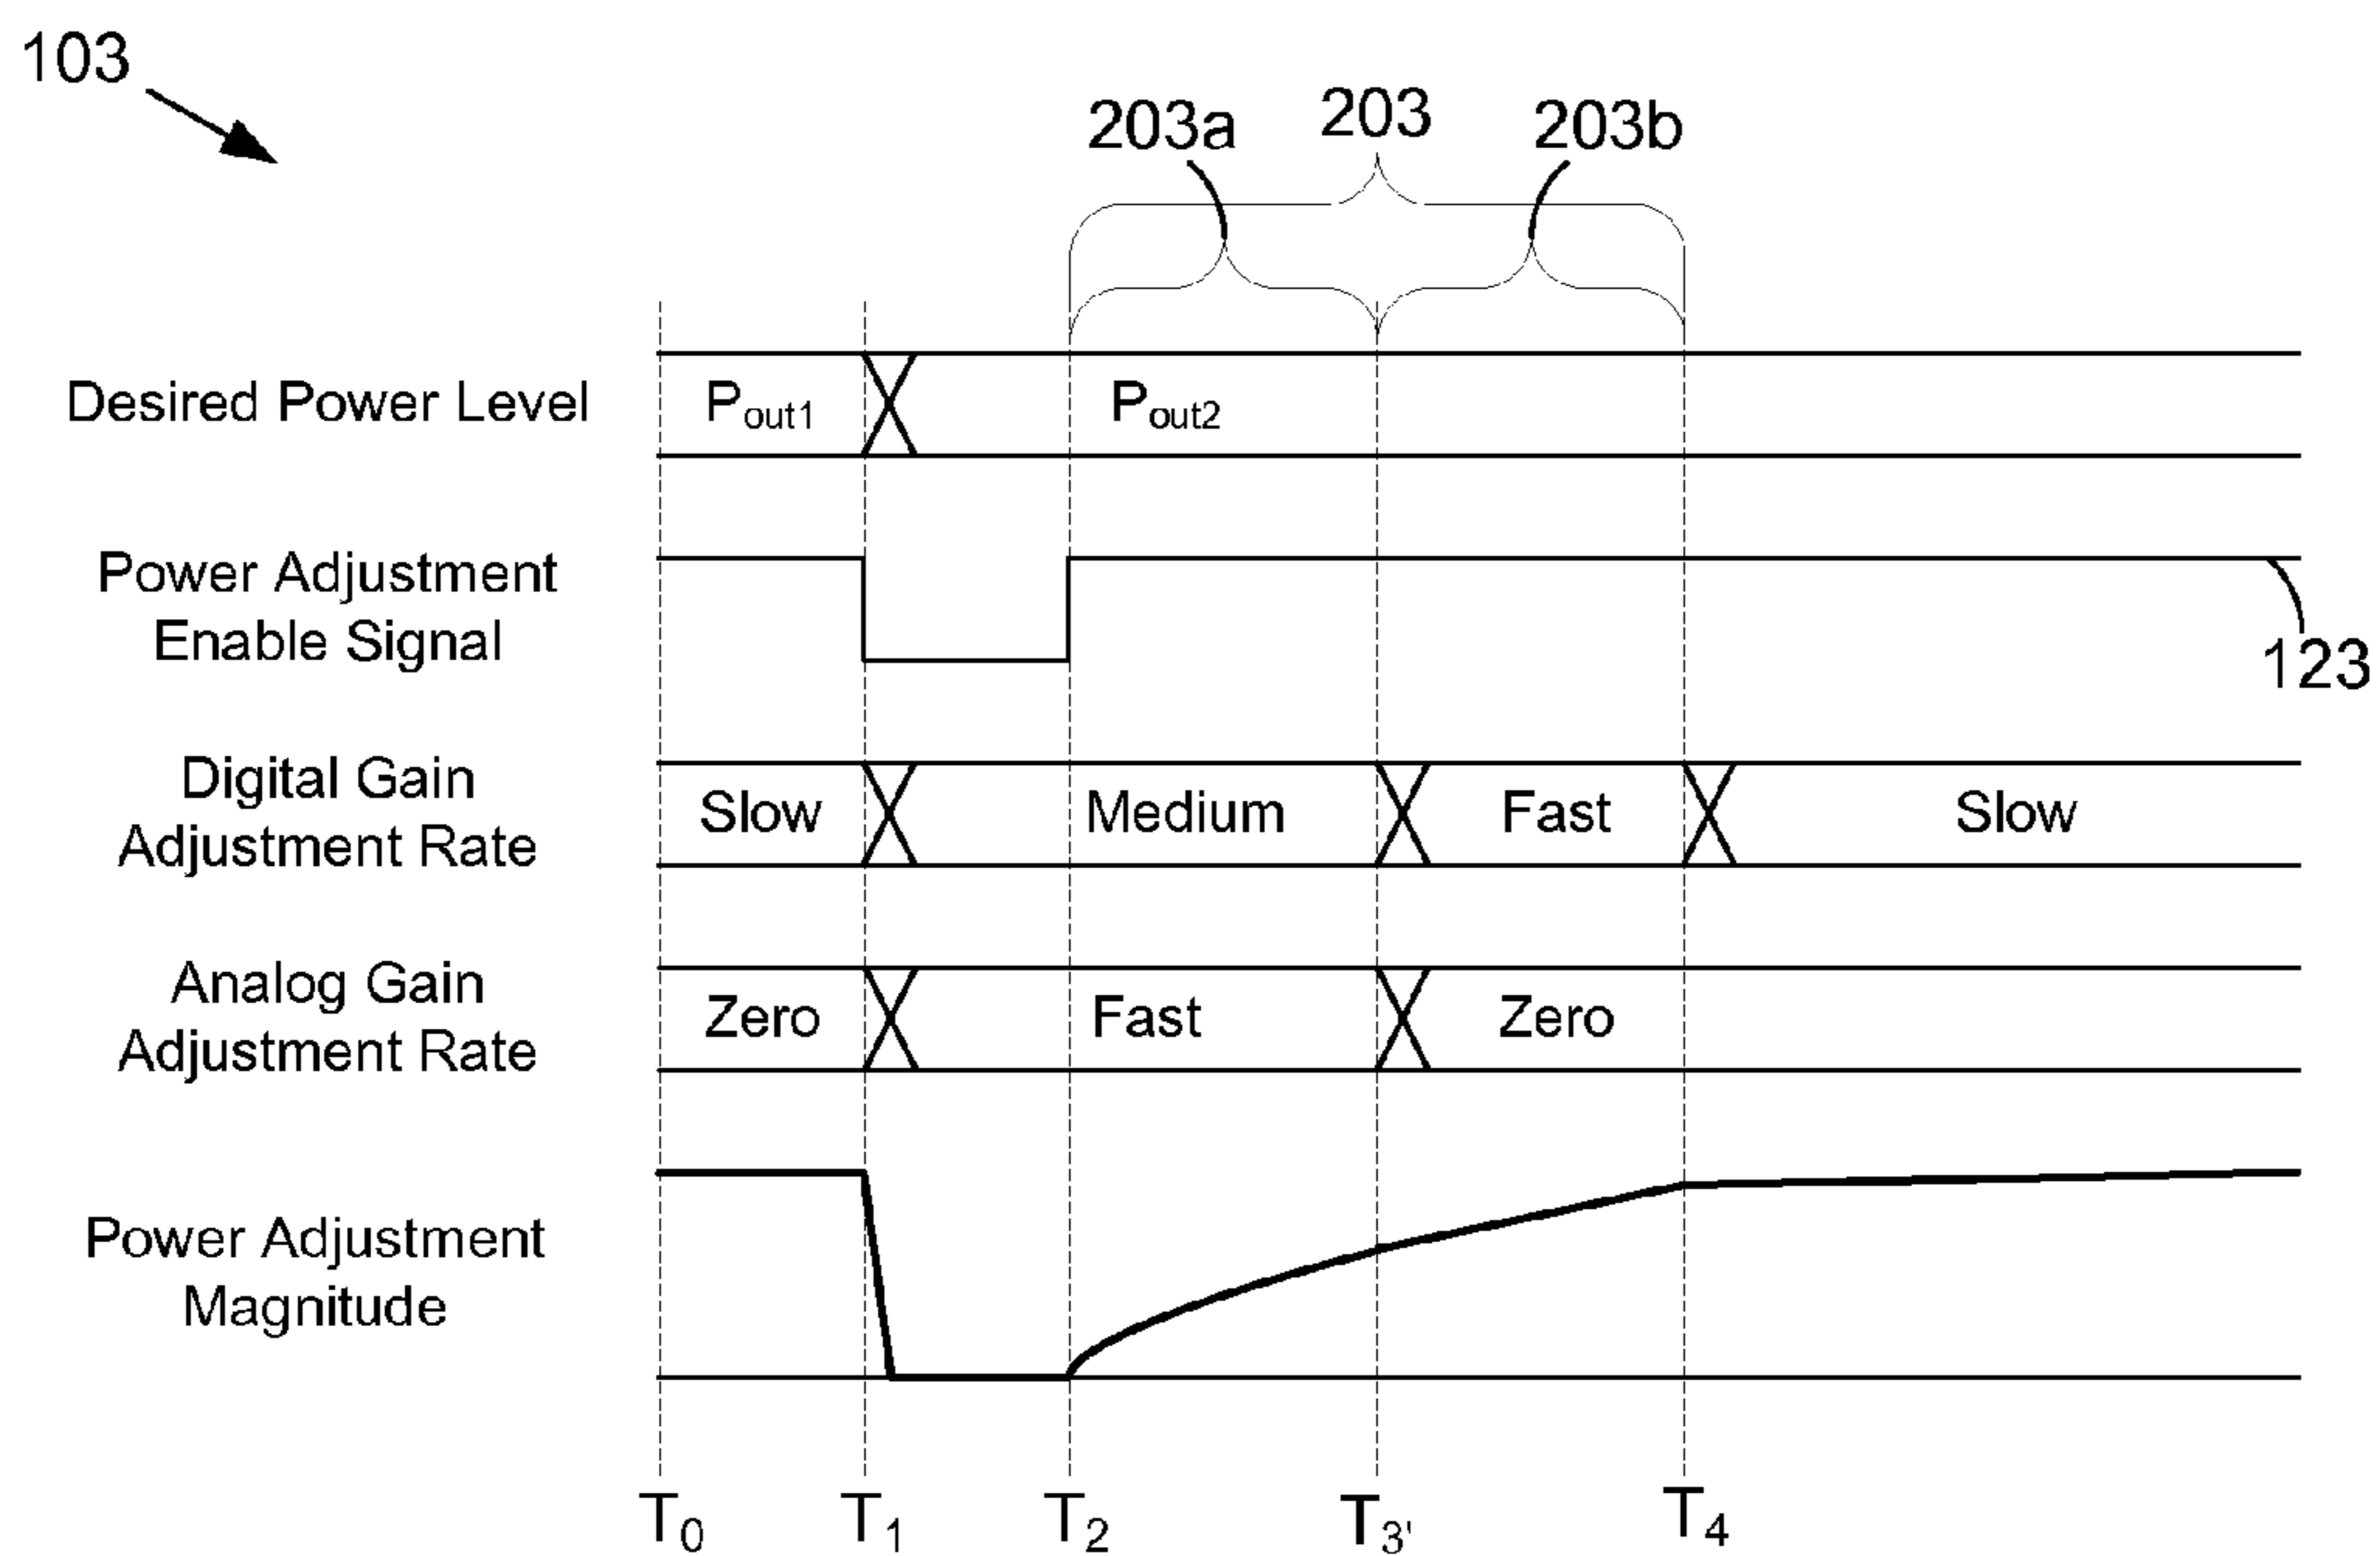 103
203a 203 203b
Desired Power Level Pout1 Pout2
Power Adjustment
Enable Signal
123
Digital Gain
Adjustment Rate
Slow Medium Fast Slow
Analog Gain
Adjustment Rate
Zero Fast Zero
Power Adjustment
Magnitude
T0 T1 T2 T3' T4